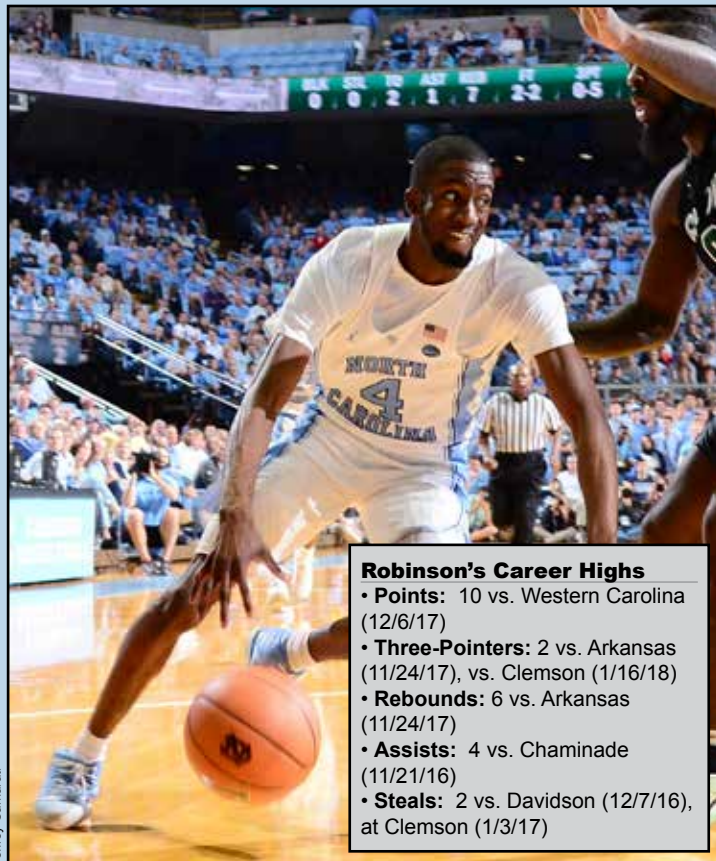 BLK STL TO AST REB FT 3PT
0 0 2 1 7 2-2 0-5
NORTH
4
CAROLINA
Robinson's Career Highs
• Points: 10 vs. Western Carolina
(12/6/17)
• Three-Pointers: 2 vs. Arkansas
(11/24/17), vs. Clemson (1/16/18)
• Rebounds: 6 vs. Arkansas
(11/24/17)
• Assists: 4 vs. Chaminade
(11/21/16)
• Steals: 2 vs. Davidson (12/7/16),
at Clemson (1/3/17)